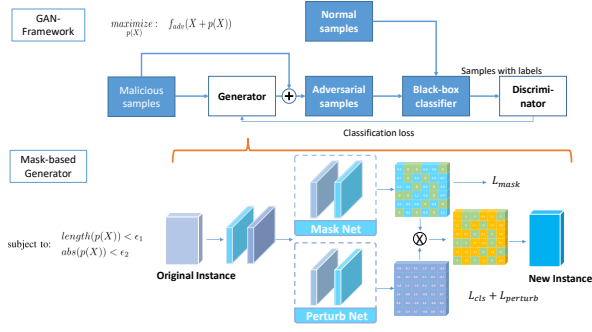 GAN-
Framework
maximize : f_adv(X + p(X))
p(X)
Normal
samples
Samples with labels
Malicious
samples
Generator
+
Adversarial
samples
Black-box
classifier
Discrimi-
nator
Classification loss
Mask-based
Generator
L_mask
Mask Net
subject to:
length(p(X)) < ϵ_1
abs(p(X)) < ϵ_2
X
Original Instance
New Instance
L_cls + L_perturb
Perturb Net